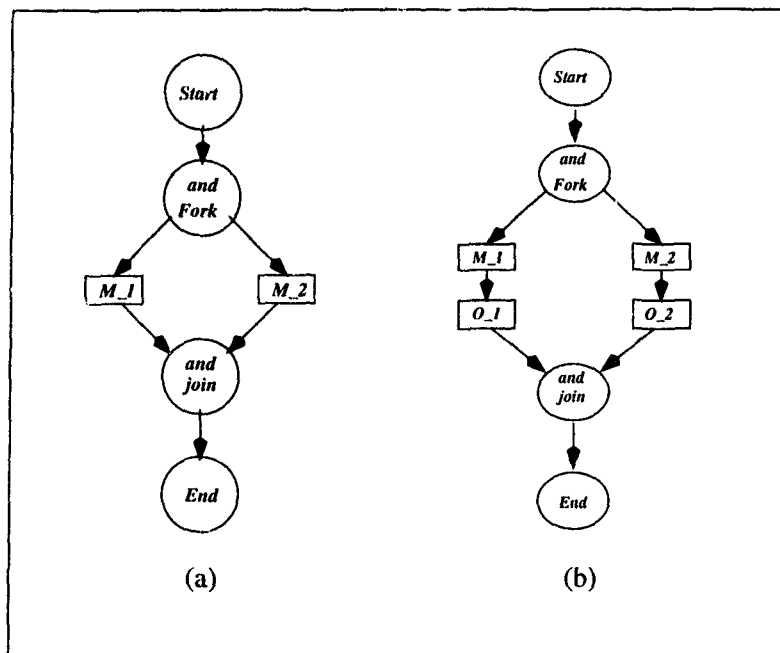 Start
and
Fork
M_1
M_2
and
join
End
(a)
Start
and
Fork
M_1
M_2
O_1
O_2
and
join
End
(b)